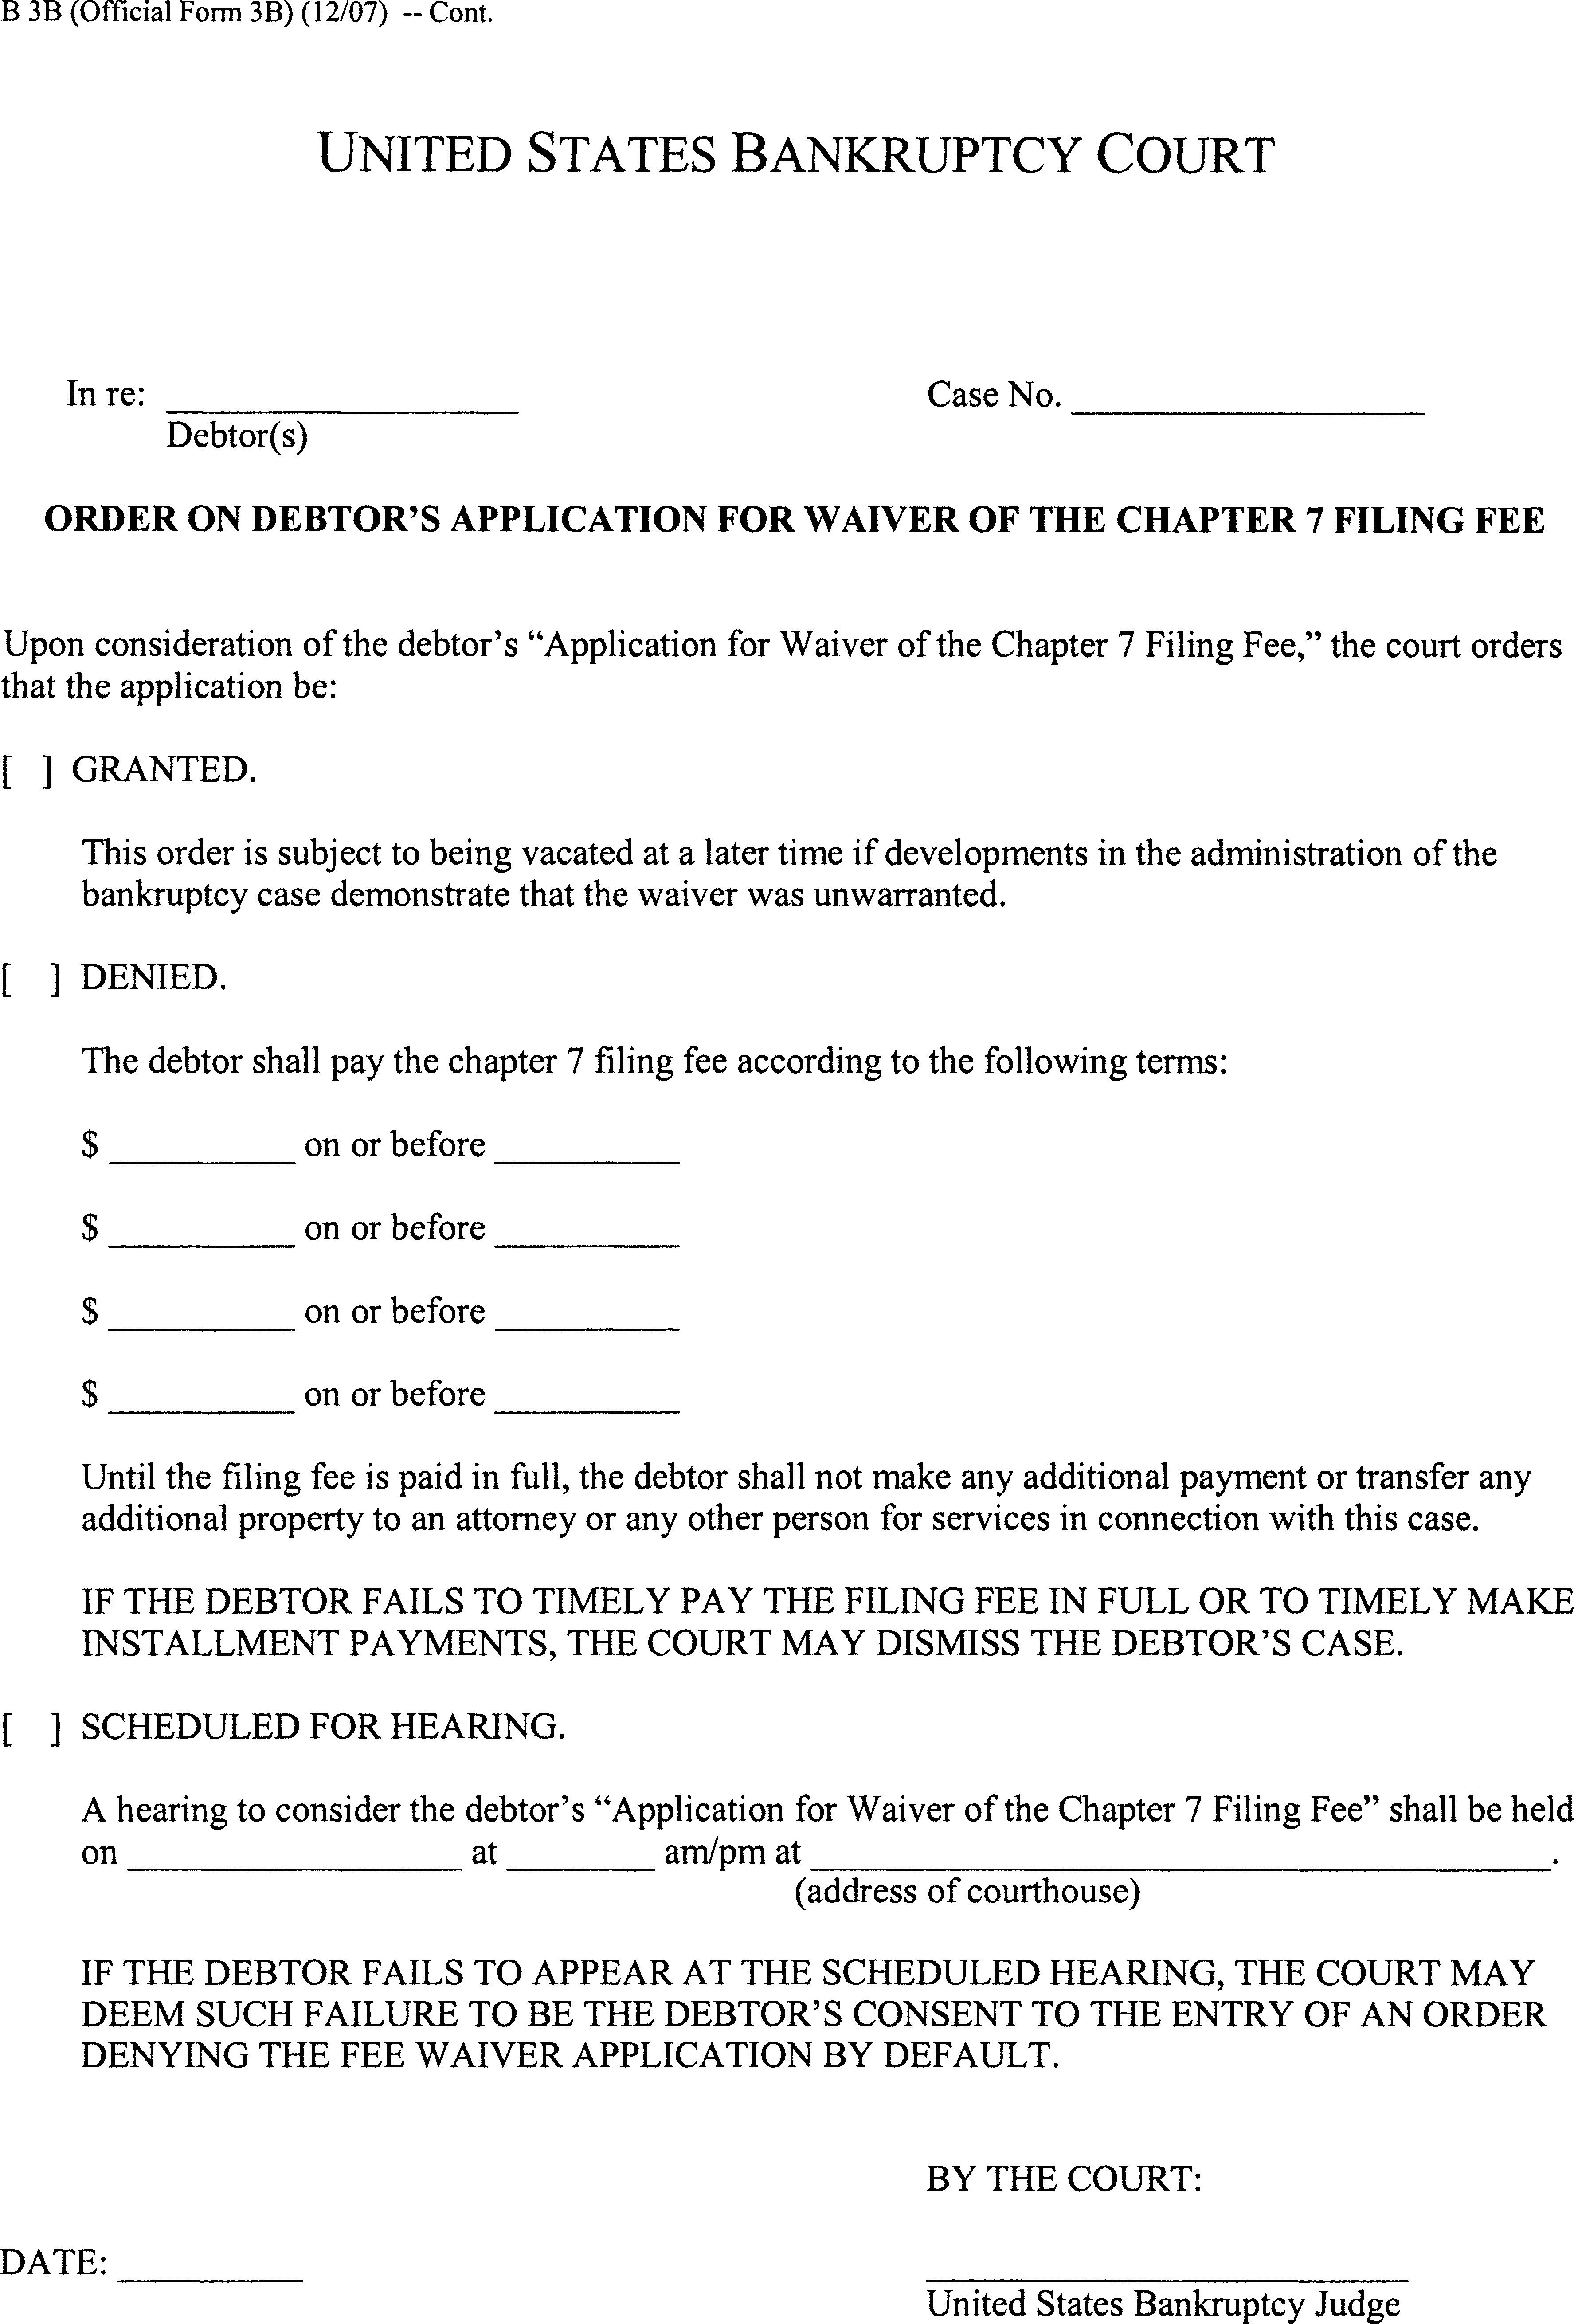 B 3B (Official Form 3B) (12/07) -- Cont.
UNITED STATES BANKRUPTCY COURT
In re: ____________________ Case No. ____________________
Debtor(s)
ORDER ON DEBTOR’S APPLICATION FOR WAIVER OF THE CHAPTER 7 FILING FEE
Upon consideration of the debtor’s “Application for Waiver of the Chapter 7 Filing Fee,” the court orders
that the application be:
[ ] GRANTED.
This order is subject to being vacated at a later time if developments in the administration of the
bankruptcy case demonstrate that the waiver was unwarranted.
[ ] DENIED.
The debtor shall pay the chapter 7 filing fee according to the following terms:
$ __________ on or before __________
$ __________ on or before __________
$ __________ on or before __________
$ __________ on or before __________
Until the filing fee is paid in full, the debtor shall not make any additional payment or transfer any
additional property to an attorney or any other person for services in connection with this case.
IF THE DEBTOR FAILS TO TIMELY PAY THE FILING FEE IN FULL OR TO TIMELY MAKE
INSTALLMENT PAYMENTS, THE COURT MAY DISMISS THE DEBTOR’S CASE.
[ ] SCHEDULED FOR HEARING.
A hearing to consider the debtor’s “Application for Waiver of the Chapter 7 Filing Fee” shall be held
on __________________ at ________ am/pm at ________________________________________.
(address of courthouse)
IF THE DEBTOR FAILS TO APPEAR AT THE SCHEDULED HEARING, THE COURT MAY
DEEM SUCH FAILURE TO BE THE DEBTOR’S CONSENT TO THE ENTRY OF AN ORDER
DENYING THE FEE WAIVER APPLICATION BY DEFAULT.
BY THE COURT:
DATE: __________ __________________________
United States Bankruptcy Judge